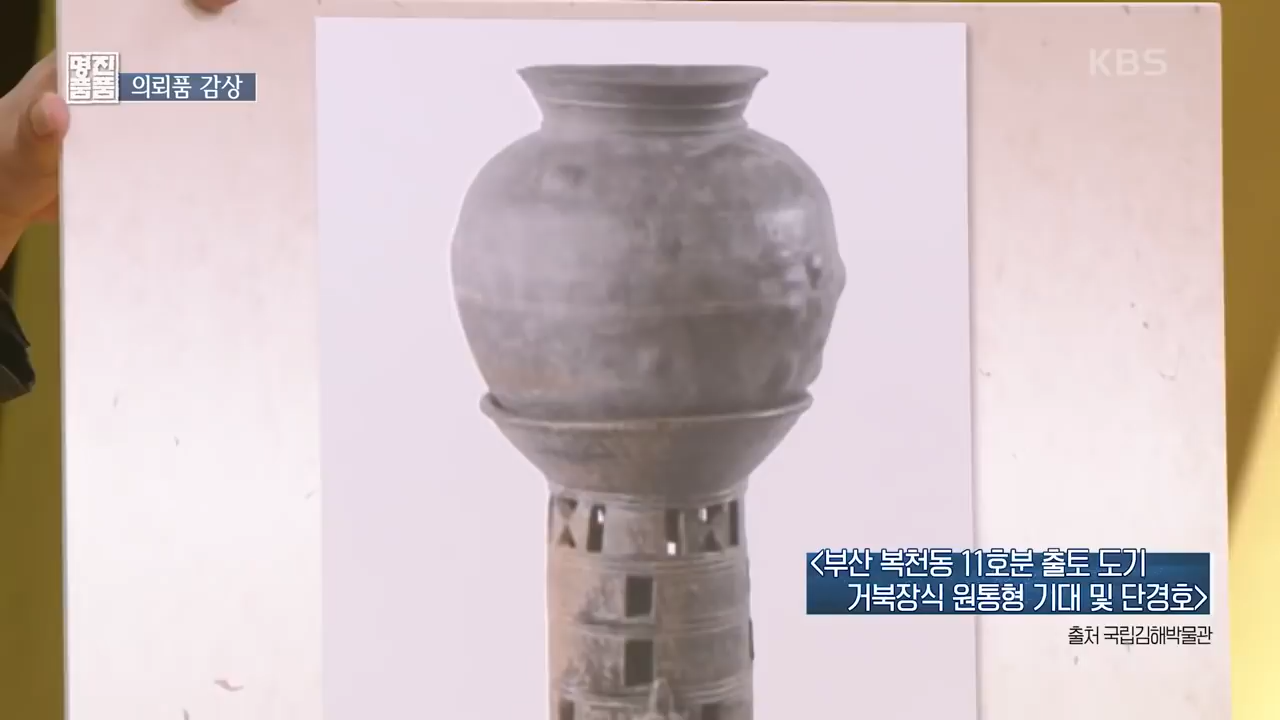 명진
품품
의뢰품 감상
KBS
<부산 복천동 11호분 출토 도기
거북장식 원통형 기대 및 단경호>
출처 국립김해박물관